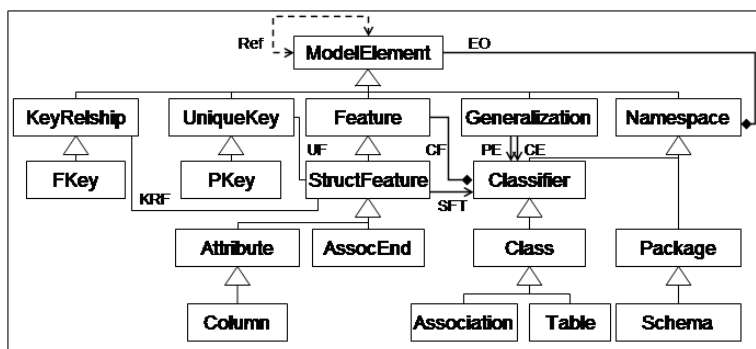 Ref
ModelElement
EO
KeyRelship
UniqueKey
Feature
Generalization
Namespace
UF
CF
PE
CE
FKey
PKey
StructFeature
Classifier
KRF
SFT
Attribute
AssocEnd
Class
Package
Column
Association
Table
Schema